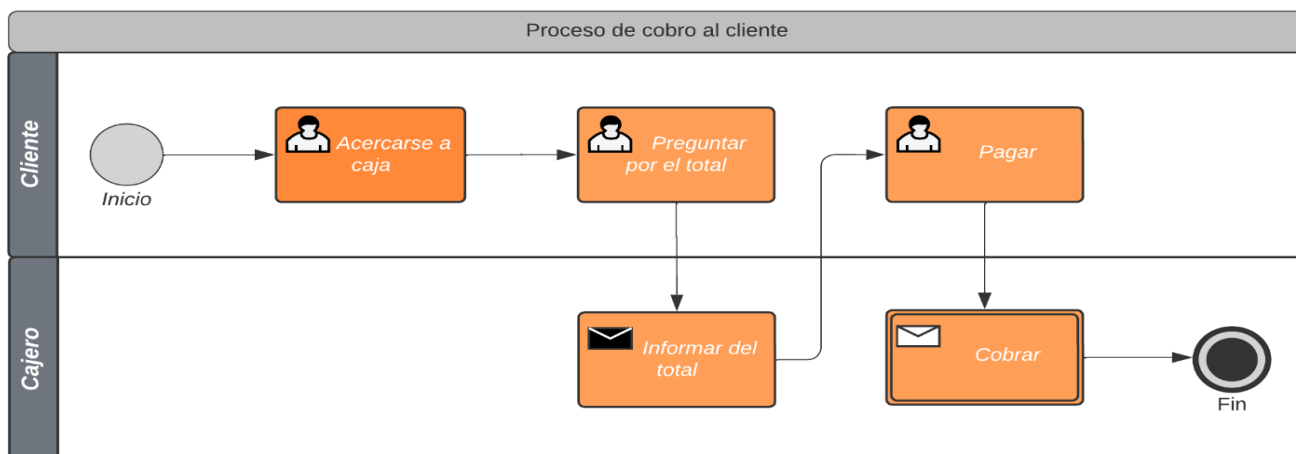 Proceso de cobro al cliente
Cliente
Inicio
Acercarse a
caja
Preguntar
por el total
Pagar
Cajero
Informar del
total
Cobrar
Fin